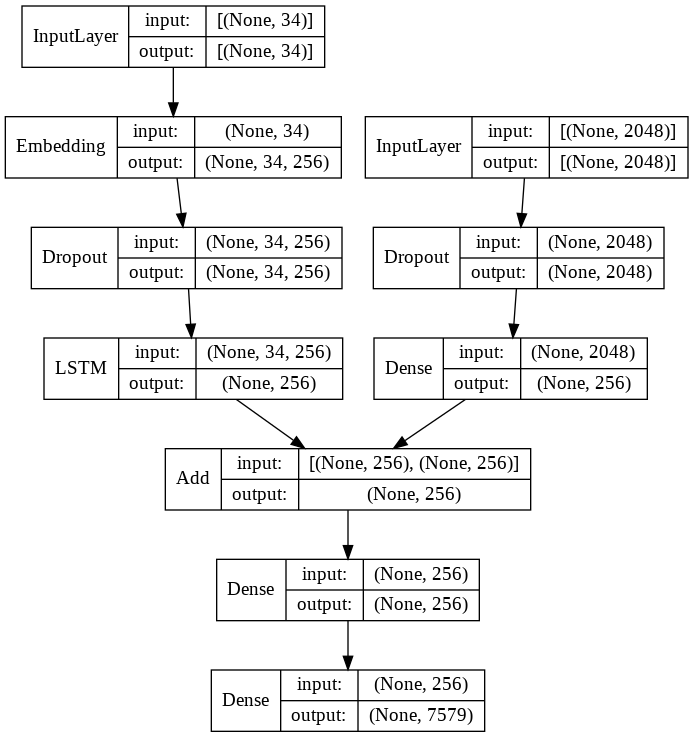 InputLayer
input: [(None, 34)]
output: [(None, 34)]
Embedding
input: (None, 34)
output: (None, 34, 256)
InputLayer
input: [(None, 2048)]
output: [(None, 2048)]
Dropout
input: (None, 34, 256)
output: (None, 34, 256)
Dropout
input: (None, 2048)
output: (None, 2048)
LSTM
input: (None, 34, 256)
output: (None, 256)
Dense
input: (None, 2048)
output: (None, 256)
Add
input: [(None, 256), (None, 256)]
output: (None, 256)
Dense
input: (None, 256)
output: (None, 256)
Dense
input: (None, 256)
output: (None, 7579)